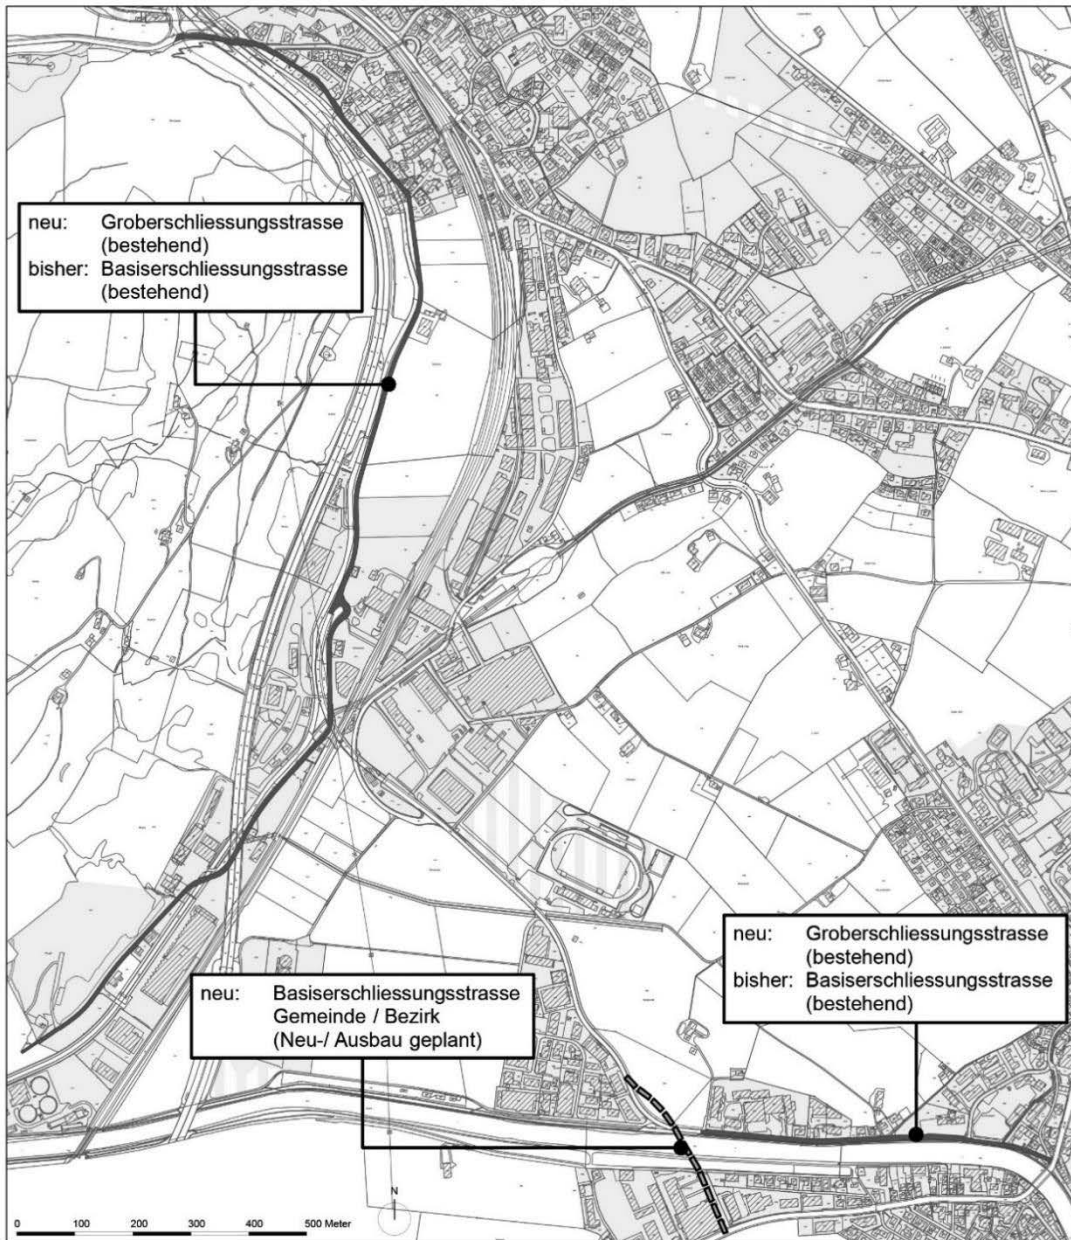 neu: Groberschliessungsstrasse
(bestehend)
bisher: Basiserschliessungsstrasse
(bestehend)
neu: Groberschliessungsstrasse
(bestehend)
bisher: Basiserschliessungsstrasse
(bestehend)
neu: Basiserschliessungsstrasse
Gemeinde / Bezirk
(Neu-/ Ausbau geplant)
N
0 100 200 300 400 500 Meter